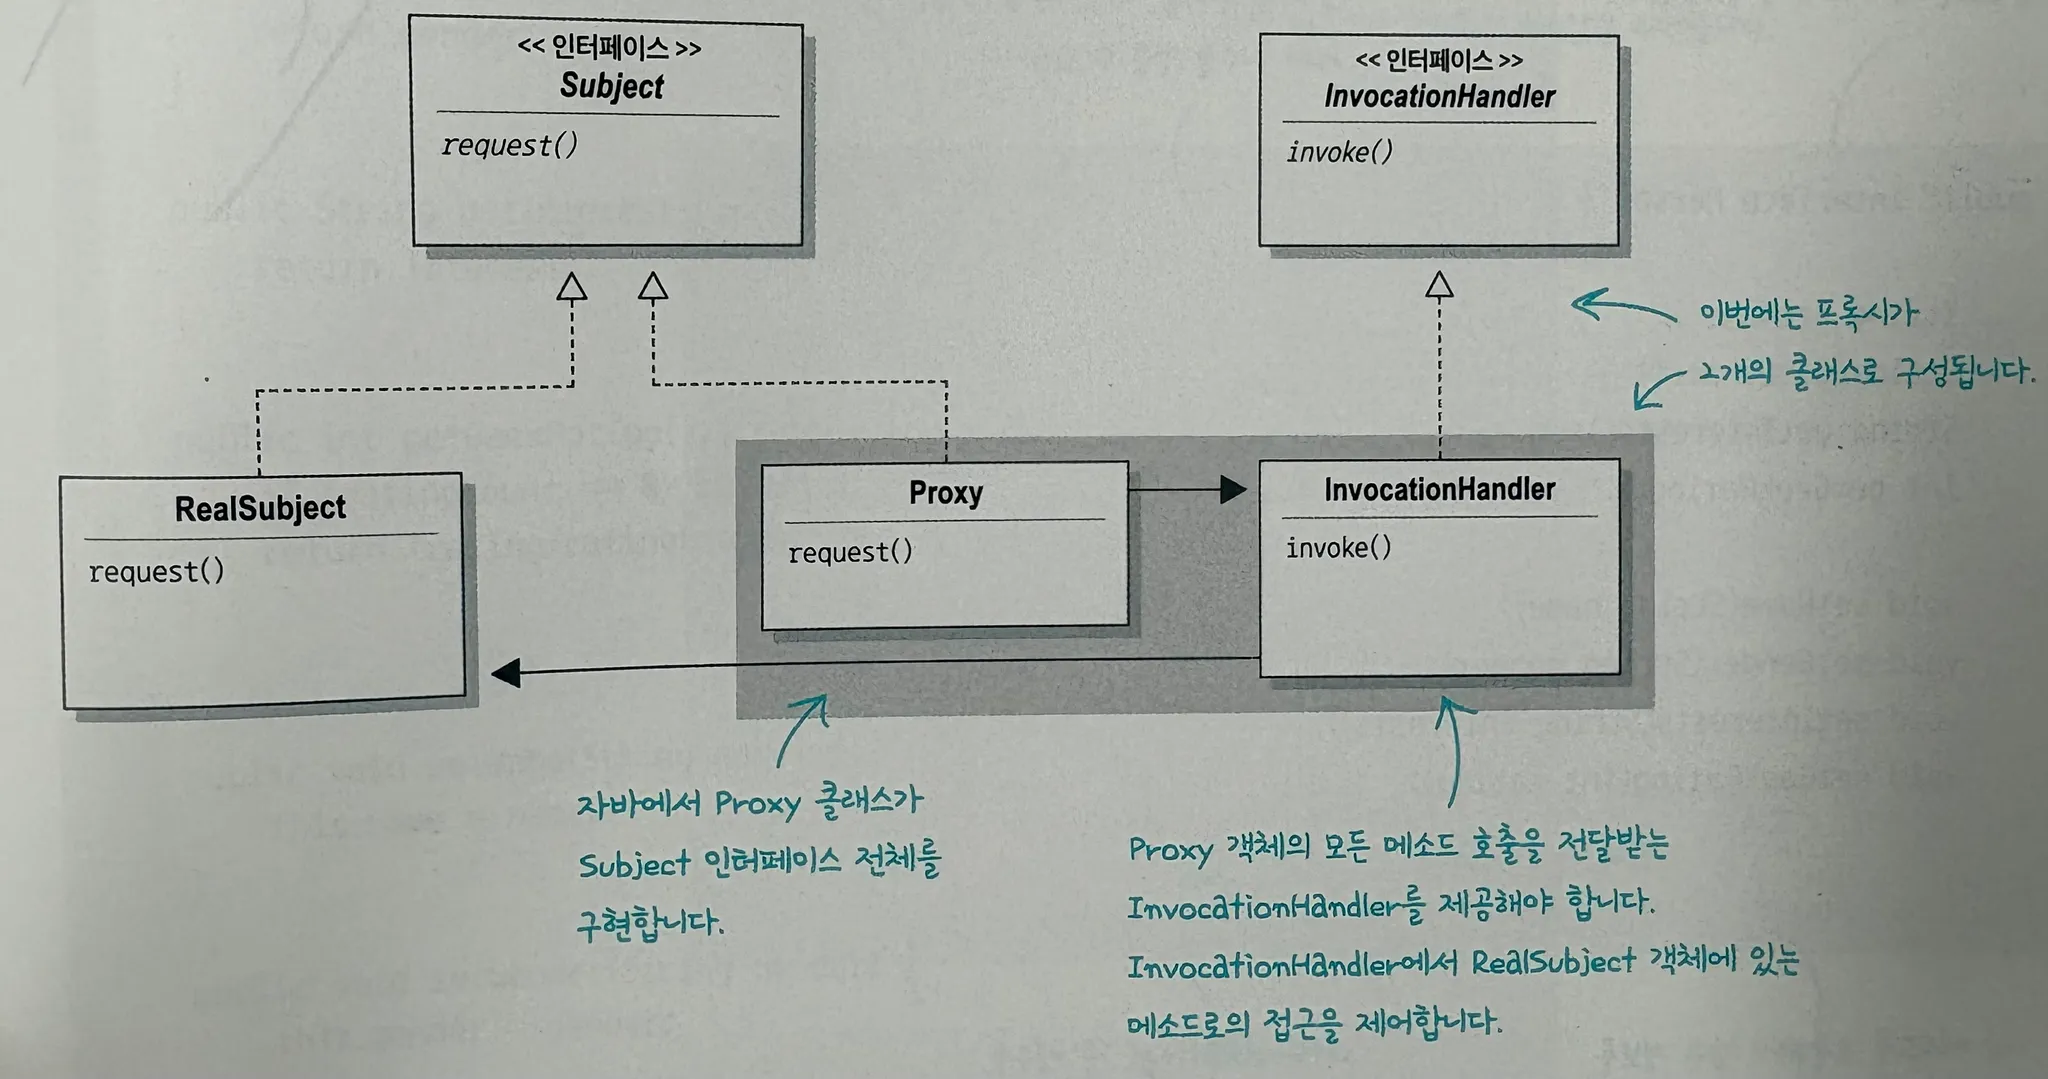 << 인터페이스 >>
Subject
request()
<< 인터페이스 >>
InvocationHandler
invoke()
이번에는 프록시가
2개의 클래스로 구성됩니다.
RealSubject
request()
Proxy
request()
InvocationHandler
invoke()
자바에서 Proxy 클래스가
Subject 인터페이스 전체를
구현합니다.
Proxy 객체의 모든 메소드 호출을 전달받는
InvocationHandler를 제공해야 합니다.
InvocationHandler에서 RealSubject 객체에 있는
메소드로의 접근을 제어합니다.